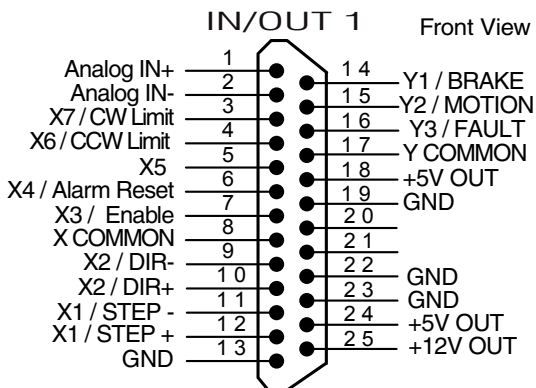 IN/OUT 1
Front View
Analog IN+ 1
Analog IN- 2
X7 / CW Limit 3
X6 / CCW Limit 4
X5 5
X4 / Alarm Reset 6
X3 / Enable 7
X COMMON 8
X2 / DIR- 9
X2 / DIR+ 10
X1 / STEP - 11
X1 / STEP + 12
GND 13
14 Y1 / BRAKE
15 Y2 / MOTION
16 Y3 / FAULT
17 Y COMMON
18 +5V OUT
19 GND
20
21
22 GND
23 GND
24 +5V OUT
25 +12V OUT